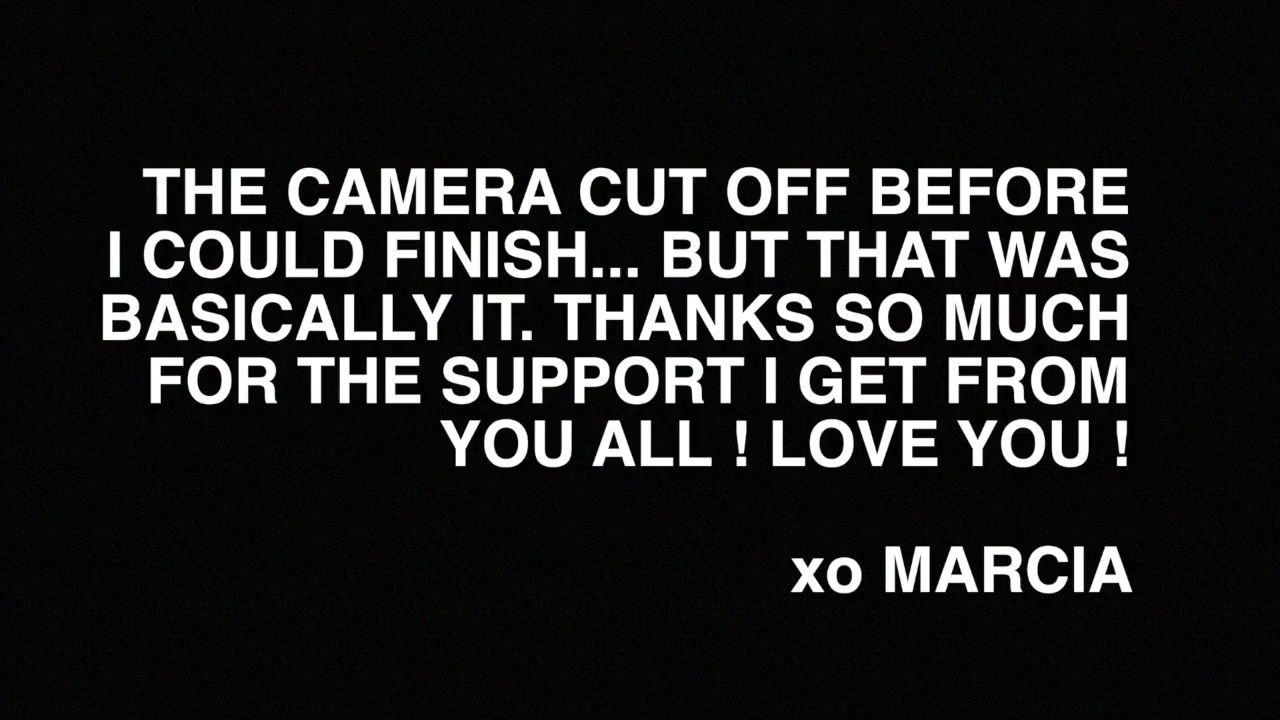 THE CAMERA CUT OFF BEFORE
I COULD FINISH... BUT THAT WAS
BASICALLY IT. THANKS SO MUCH
FOR THE SUPPORT I GET FROM
YOU ALL ! LOVE YOU !
xo MARCIA